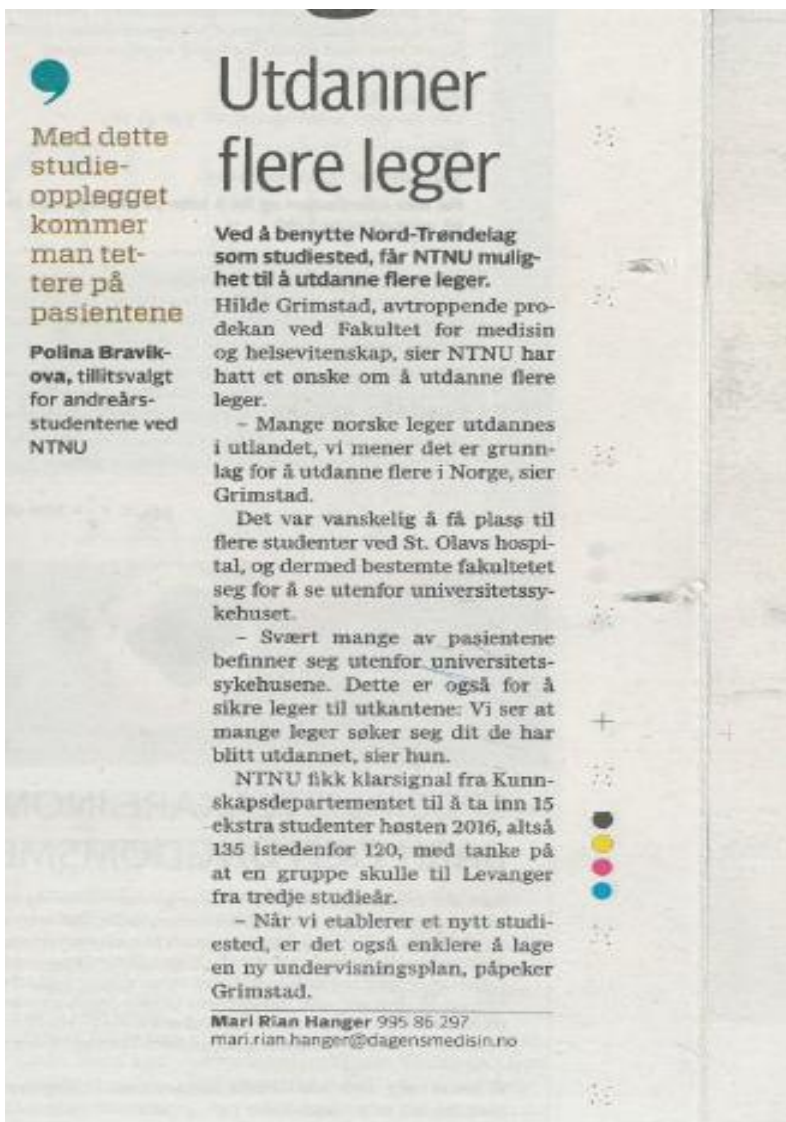 Med dette
studie-
opplegget
kommer
man tet-
tere på
pasientene
Polina Bravik-
ova, tillitsvalgt
for andreårs-
studentene ved
NTNU
Utdanner
flere leger
Ved å benytte Nord-Trøndelag
som studiested, får NTNU mulig-
het til å utdanne flere leger.
Hilde Grimstad, avtroppende pro-
dekan ved Fakultet for medisin
og helsevitenskap, sier NTNU har
hatt et ønske om å utdanne flere
leger.
– Mange norske leger utdannes
i utlandet, vi mener det er grunn-
lag for å utdanne flere i Norge, sier
Grimstad.
Det var vanskelig å få plass til
flere studenter ved St. Olavs hospi-
tal, og dermed bestemte fakultetet
seg for å se utenfor universitetssy-
kehuset.
– Svært mange av pasientene
befinner seg utenfor universitets-
sykehusene. Dette er også for å
sikre leger til utkantene: Vi ser at
mange leger søker seg dit de har
blitt utdannet, sier hun.
NTNU fikk klarsignal fra Kunn-
skapsdepartementet til å ta inn 15
ekstra studenter høsten 2016, altså
135 istedenfor 120, med tanke på
at en gruppe skulle til Levanger
fra tredje studieår.
– Når vi etablerer et nytt studi-
ested, er det også enklere å lage
en ny undervisningsplan, påpeker
Grimstad.
Mari Rian Hanger 995 86 297
mari.rian.hanger@dagensmedisin.no